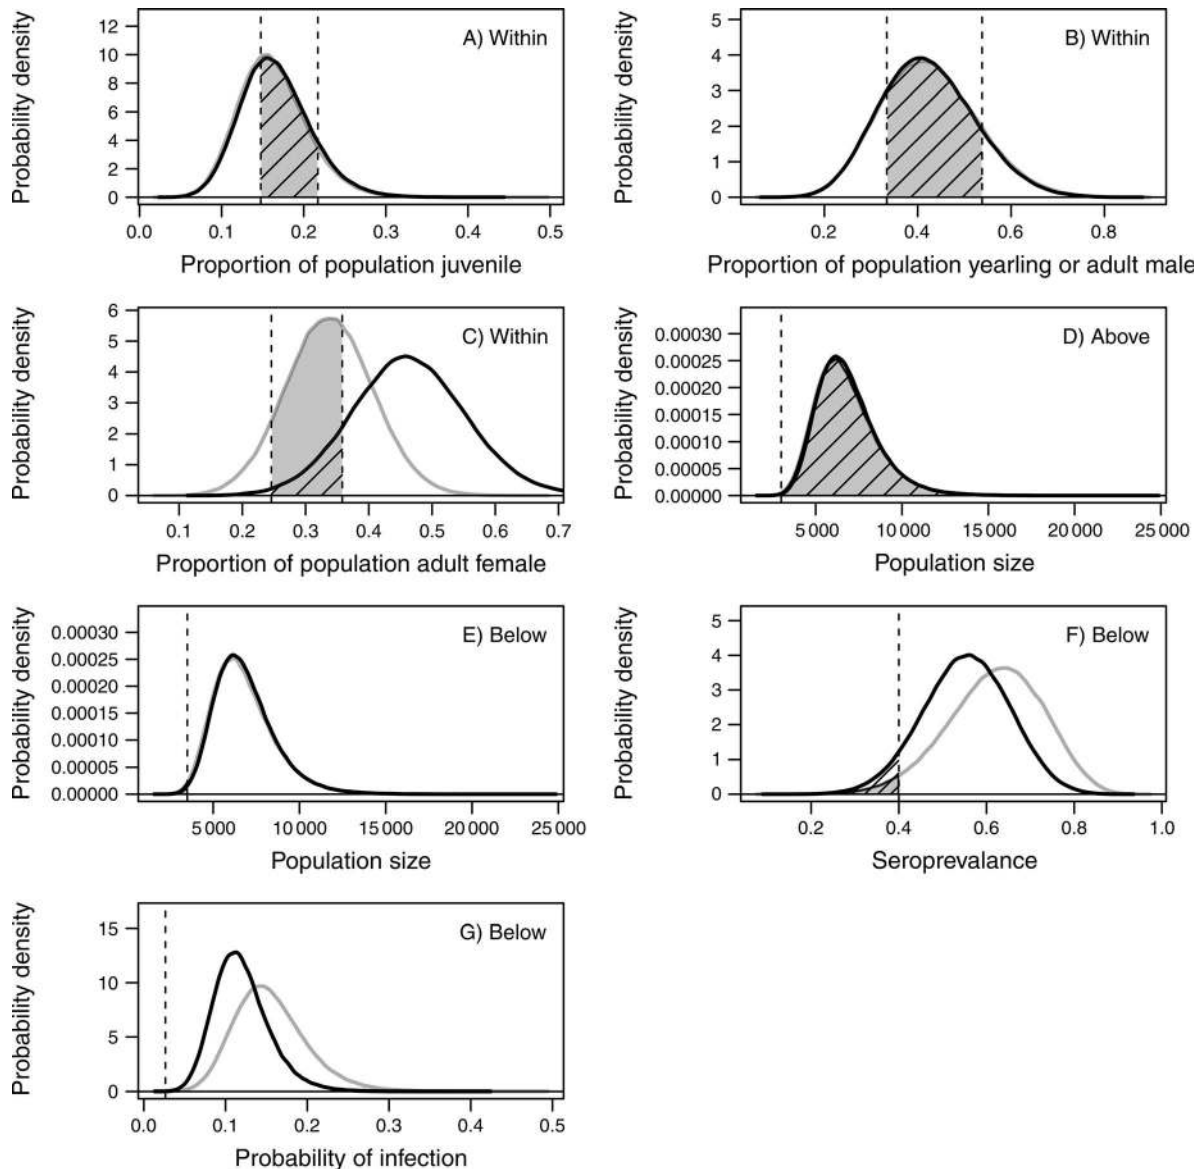 Probability density
12
10
8
6
4
2
0
A) Within
0.0 0.1 0.2 0.3 0.4 0.5
Proportion of population juvenile
Probability density
5
4
3
2
1
0
B) Within
0.2 0.4 0.6 0.8
Proportion of population yearling or adult male
Probability density
6
5
4
3
2
1
0
C) Within
0.1 0.2 0.3 0.4 0.5 0.6 0.7
Proportion of population adult female
Probability density
0.00030
0.00025
0.00020
0.00015
0.00010
0.00005
0.00000
D) Above
5000 10 000 15 000 20 000 25 000
Population size
Probability density
0.00030
0.00025
0.00020
0.00015
0.00010
0.00005
0.00000
E) Below
5000 10 000 15 000 20 000 25 000
Population size
Probability density
5
4
3
2
1
0
F) Below
0.2 0.4 0.6 0.8 1.0
Seroprevalance
Probability density
15
10
5
0
G) Below
0.0 0.1 0.2 0.3 0.4 0.5
Probability of infection